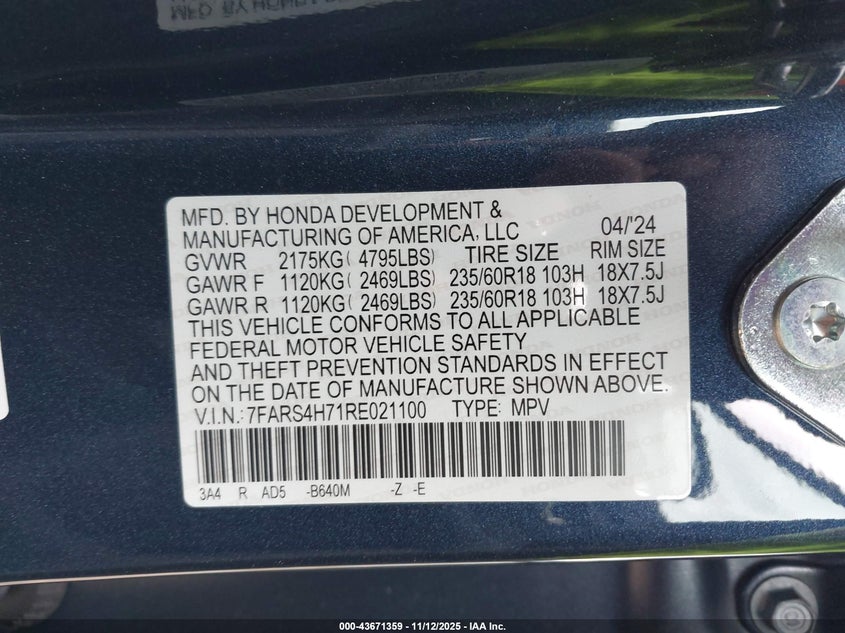 MFD. BY HONDA DEVELOPMENT &
MANUFACTURING OF AMERICA, LLC 04/'24
GVWR 2175KG( 4795LBS) TIRE SIZE RIM SIZE
GAWR F 1120KG( 2469LBS) 235/60R18 103H 18X7.5J
GAWR R 1120KG( 2469LBS) 235/60R18 103H 18X7.5J
THIS VEHICLE CONFORMS TO ALL APPLICABLE
FEDERAL MOTOR VEHICLE SAFETY
AND THEFT PREVENTION STANDARDS IN EFFECT
ON THE DATE OF MANUFACTURE SHOWN ABOVE.
V.I.N.: 7FARS4H71RE021100 TYPE: MPV
3A4 R AD5 -B640M -Z -E
000-43671359 - 11/12/2025 - IAA Inc.